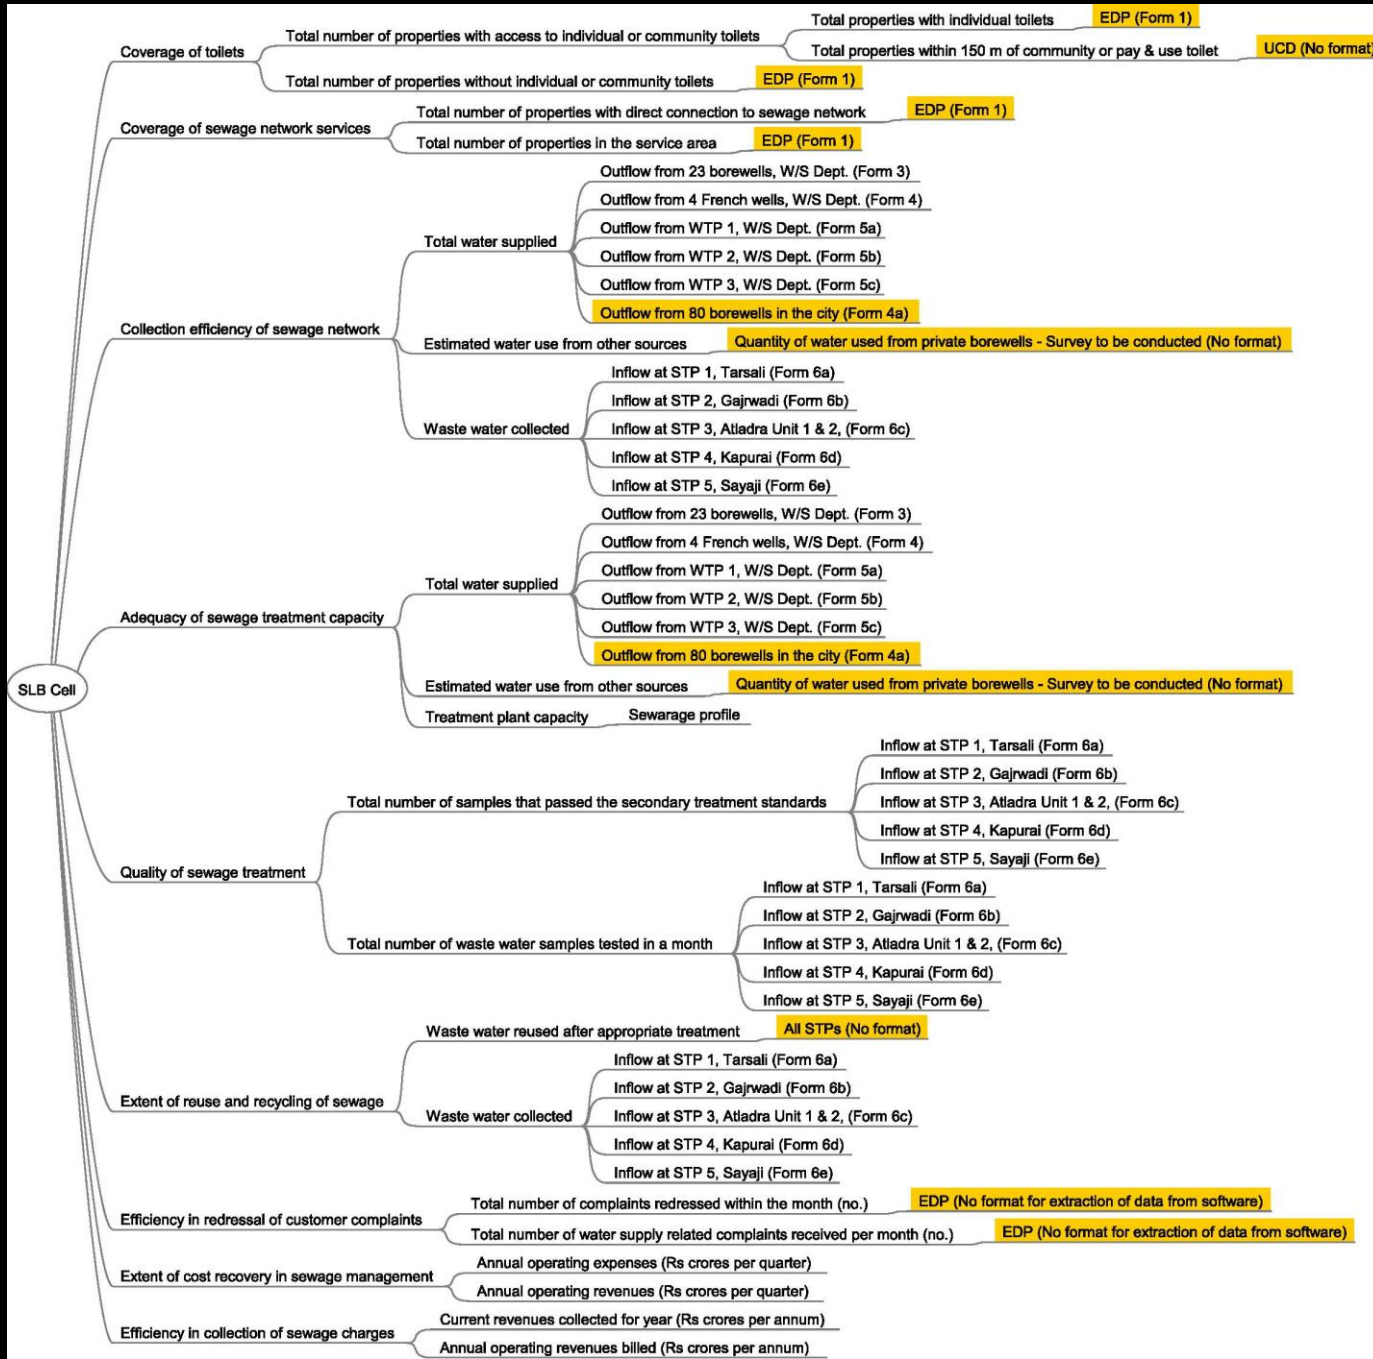 SLB Cell
Coverage of toilets
Total number of properties with access to individual or community toilets
Total properties with individual toilets
EDP (Form 1)
Total properties within 150 m of community or pay & use toilet
UCD (No format)
Total number of properties without individual or community toilets
EDP (Form 1)
Coverage of sewage network services
Total number of properties with direct connection to sewage network
EDP (Form 1)
Total number of properties in the service area
EDP (Form 1)
Collection efficiency of sewage network
Total water supplied
Outflow from 23 borewells, W/S Dept. (Form 3)
Outflow from 4 French wells, W/S Dept. (Form 4)
Outflow from WTP 1, W/S Dept. (Form 5a)
Outflow from WTP 2, W/S Dept. (Form 5b)
Outflow from WTP 3, W/S Dept. (Form 5c)
Outflow from 80 borewells in the city (Form 4a)
Estimated water use from other sources
Quantity of water used from private borewells - Survey to be conducted (No format)
Waste water collected
Inflow at STP 1, Tarsali (Form 6a)
Inflow at STP 2, Gajrwadi (Form 6b)
Inflow at STP 3, Atladra Unit 1 & 2, (Form 6c)
Inflow at STP 4, Kapurai (Form 6d)
Inflow at STP 5, Sayaji (Form 6e)
Adequacy of sewage treatment capacity
Total water supplied
Outflow from 23 borewells, W/S Dept. (Form 3)
Outflow from 4 French wells, W/S Dept. (Form 4)
Outflow from WTP 1, W/S Dept. (Form 5a)
Outflow from WTP 2, W/S Dept. (Form 5b)
Outflow from WTP 3, W/S Dept. (Form 5c)
Outflow from 80 borewells in the city (Form 4a)
Estimated water use from other sources
Quantity of water used from private borewells - Survey to be conducted (No format)
Treatment plant capacity
Sewarage profile
Quality of sewage treatment
Total number of samples that passed the secondary treatment standards
Inflow at STP 1, Tarsali (Form 6a)
Inflow at STP 2, Gajrwadi (Form 6b)
Inflow at STP 3, Atladra Unit 1 & 2, (Form 6c)
Inflow at STP 4, Kapurai (Form 6d)
Inflow at STP 5, Sayaji (Form 6e)
Total number of waste water samples tested in a month
Inflow at STP 1, Tarsali (Form 6a)
Inflow at STP 2, Gajrwadi (Form 6b)
Inflow at STP 3, Atladra Unit 1 & 2, (Form 6c)
Inflow at STP 4, Kapurai (Form 6d)
Inflow at STP 5, Sayaji (Form 6e)
Extent of reuse and recycling of sewage
Waste water reused after appropriate treatment
All STPs (No format)
Waste water collected
Inflow at STP 1, Tarsali (Form 6a)
Inflow at STP 2, Gajrwadi (Form 6b)
Inflow at STP 3, Atladra Unit 1 & 2, (Form 6c)
Inflow at STP 4, Kapurai (Form 6d)
Inflow at STP 5, Sayaji (Form 6e)
Efficiency in redressal of customer complaints
Total number of complaints redressed within the month (no.)
EDP (No format for extraction of data from software)
Total number of water supply related complaints received per month (no.)
EDP (No format for extraction of data from software)
Extent of cost recovery in sewage management
Annual operating expenses (Rs crores per quarter)
Annual operating revenues (Rs crores per quarter)
Efficiency in collection of sewage charges
Current revenues collected for year (Rs crores per annum)
Annual operating revenues billed (Rs crores per annum)